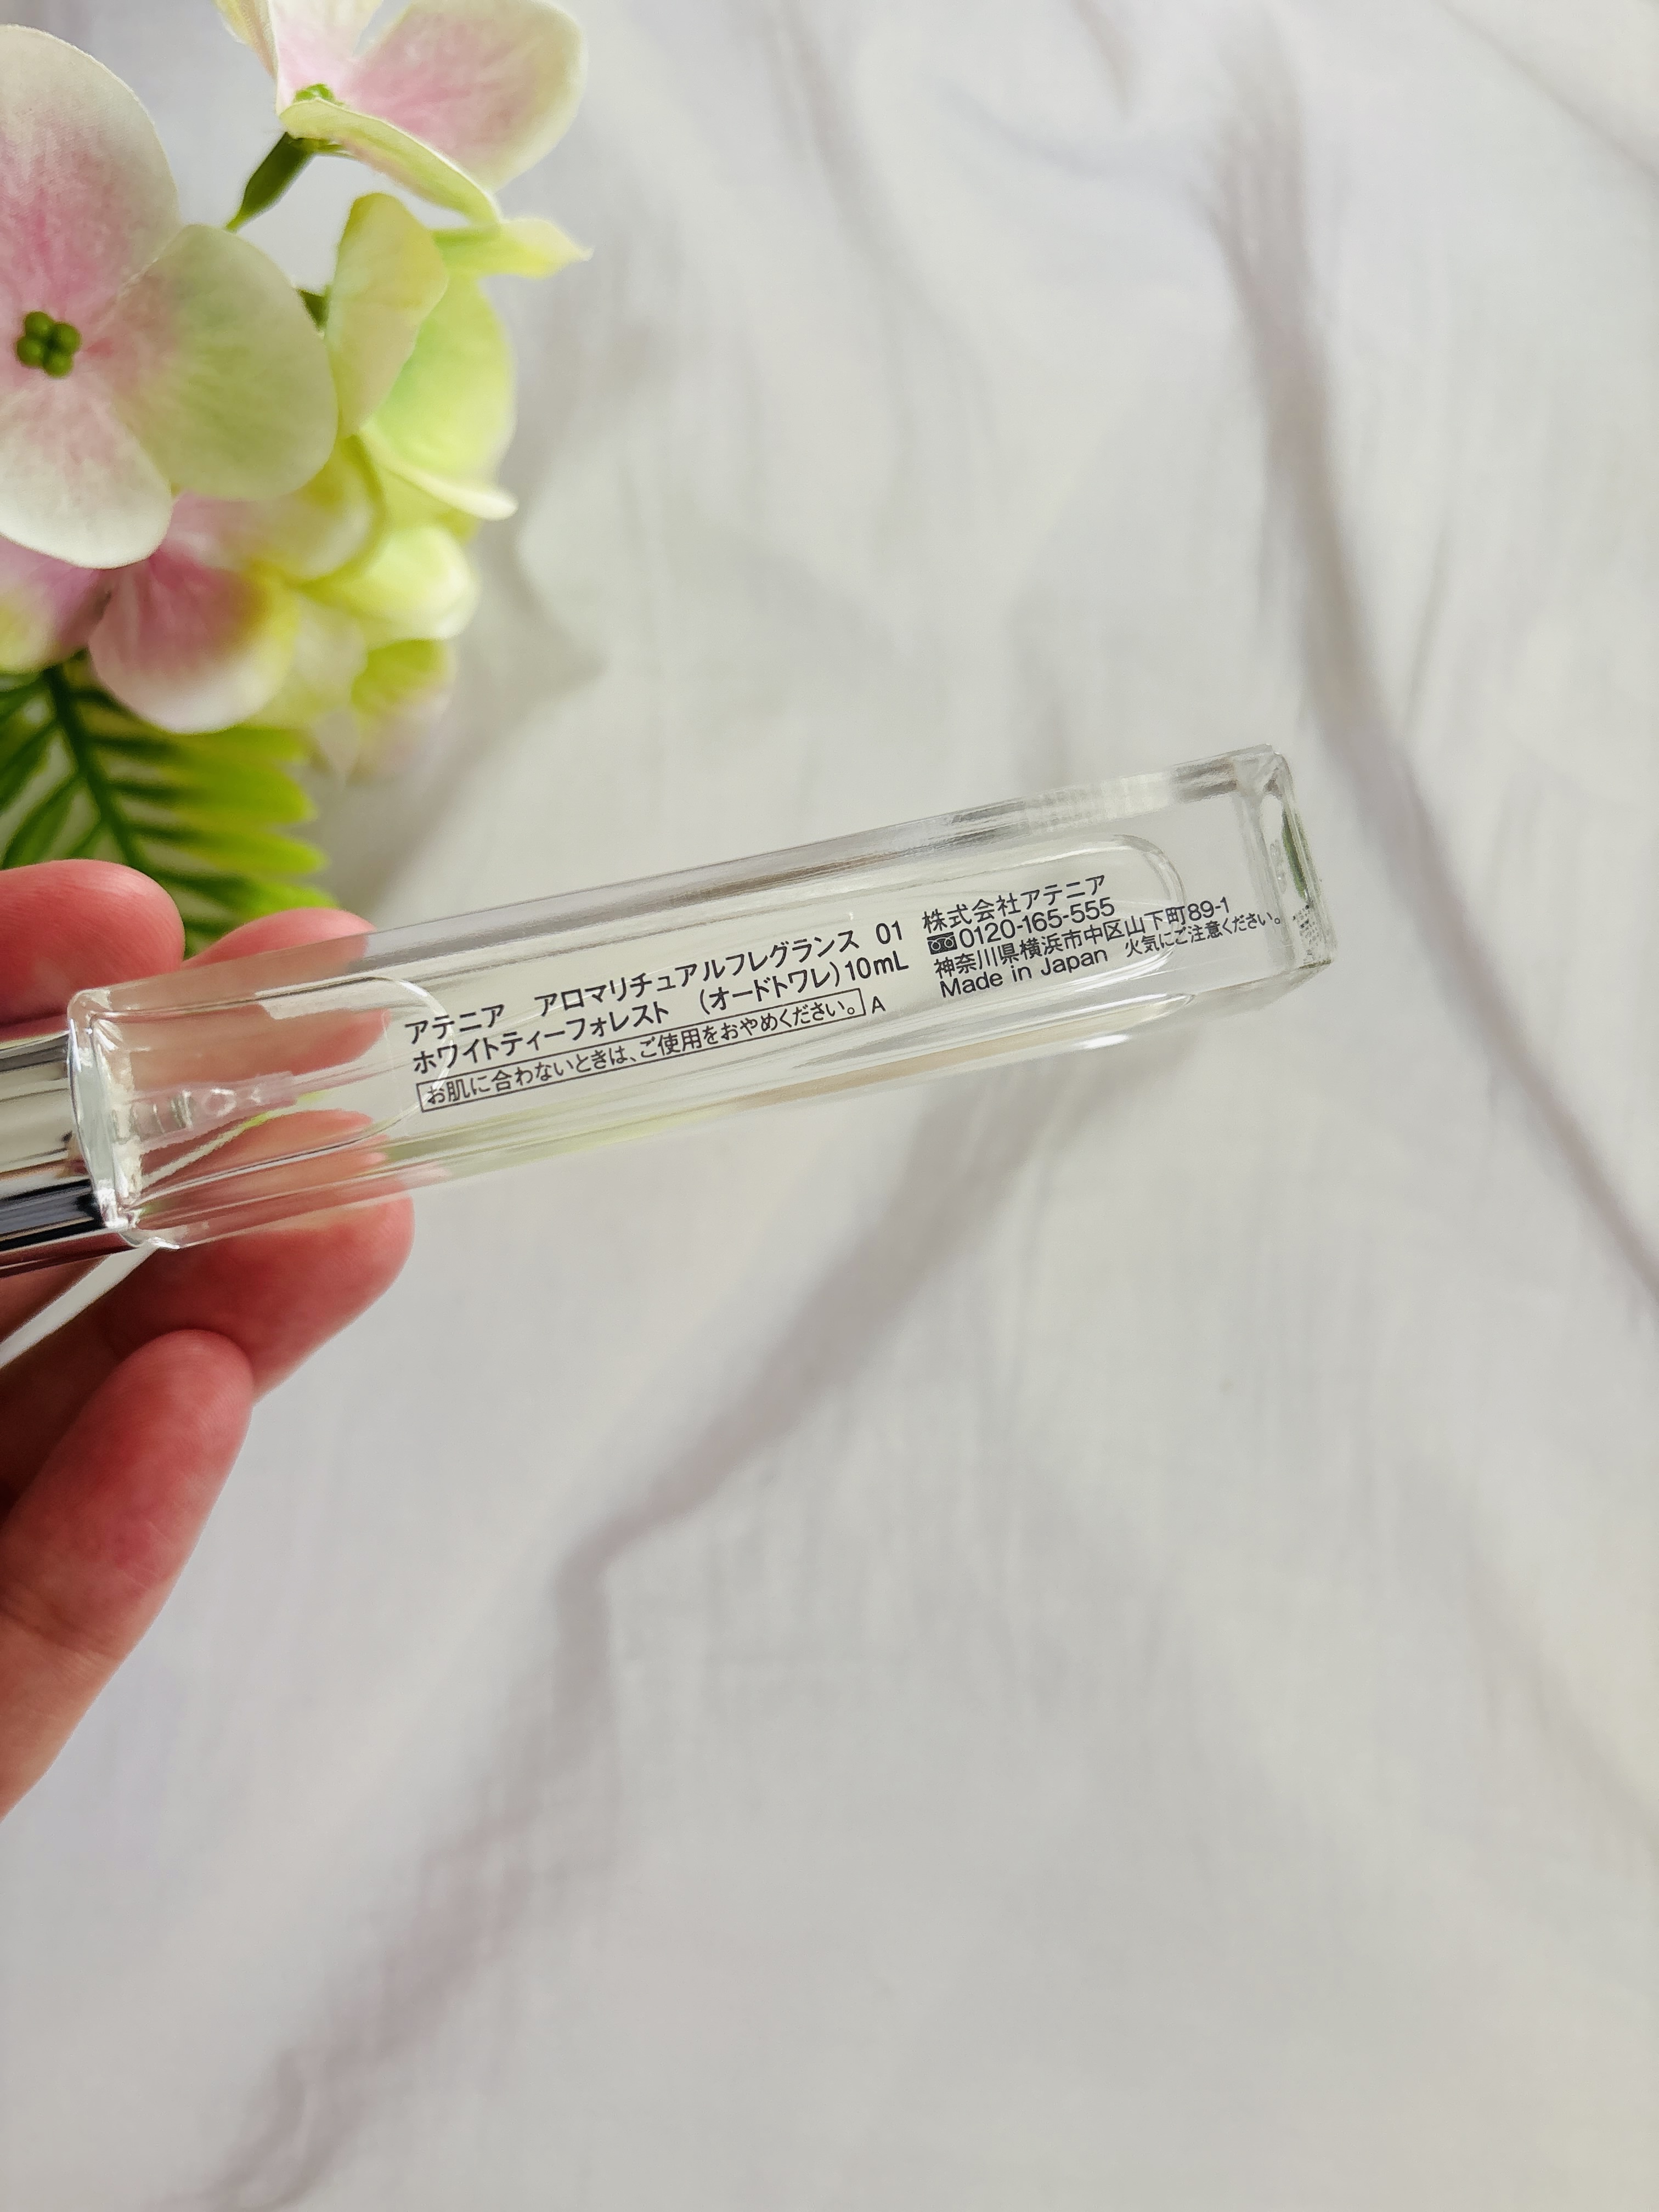 アテニア　アロマリチュアルフレグランス　01
ホワイトティーフォレスト　(オードトワレ)10mL
お肌に合わないときは、ご使用をおやめください。 A
株式会社アテニア
0120-165-555
神奈川県横浜市中区山下町89-1
Made in Japan　火気にご注意ください。